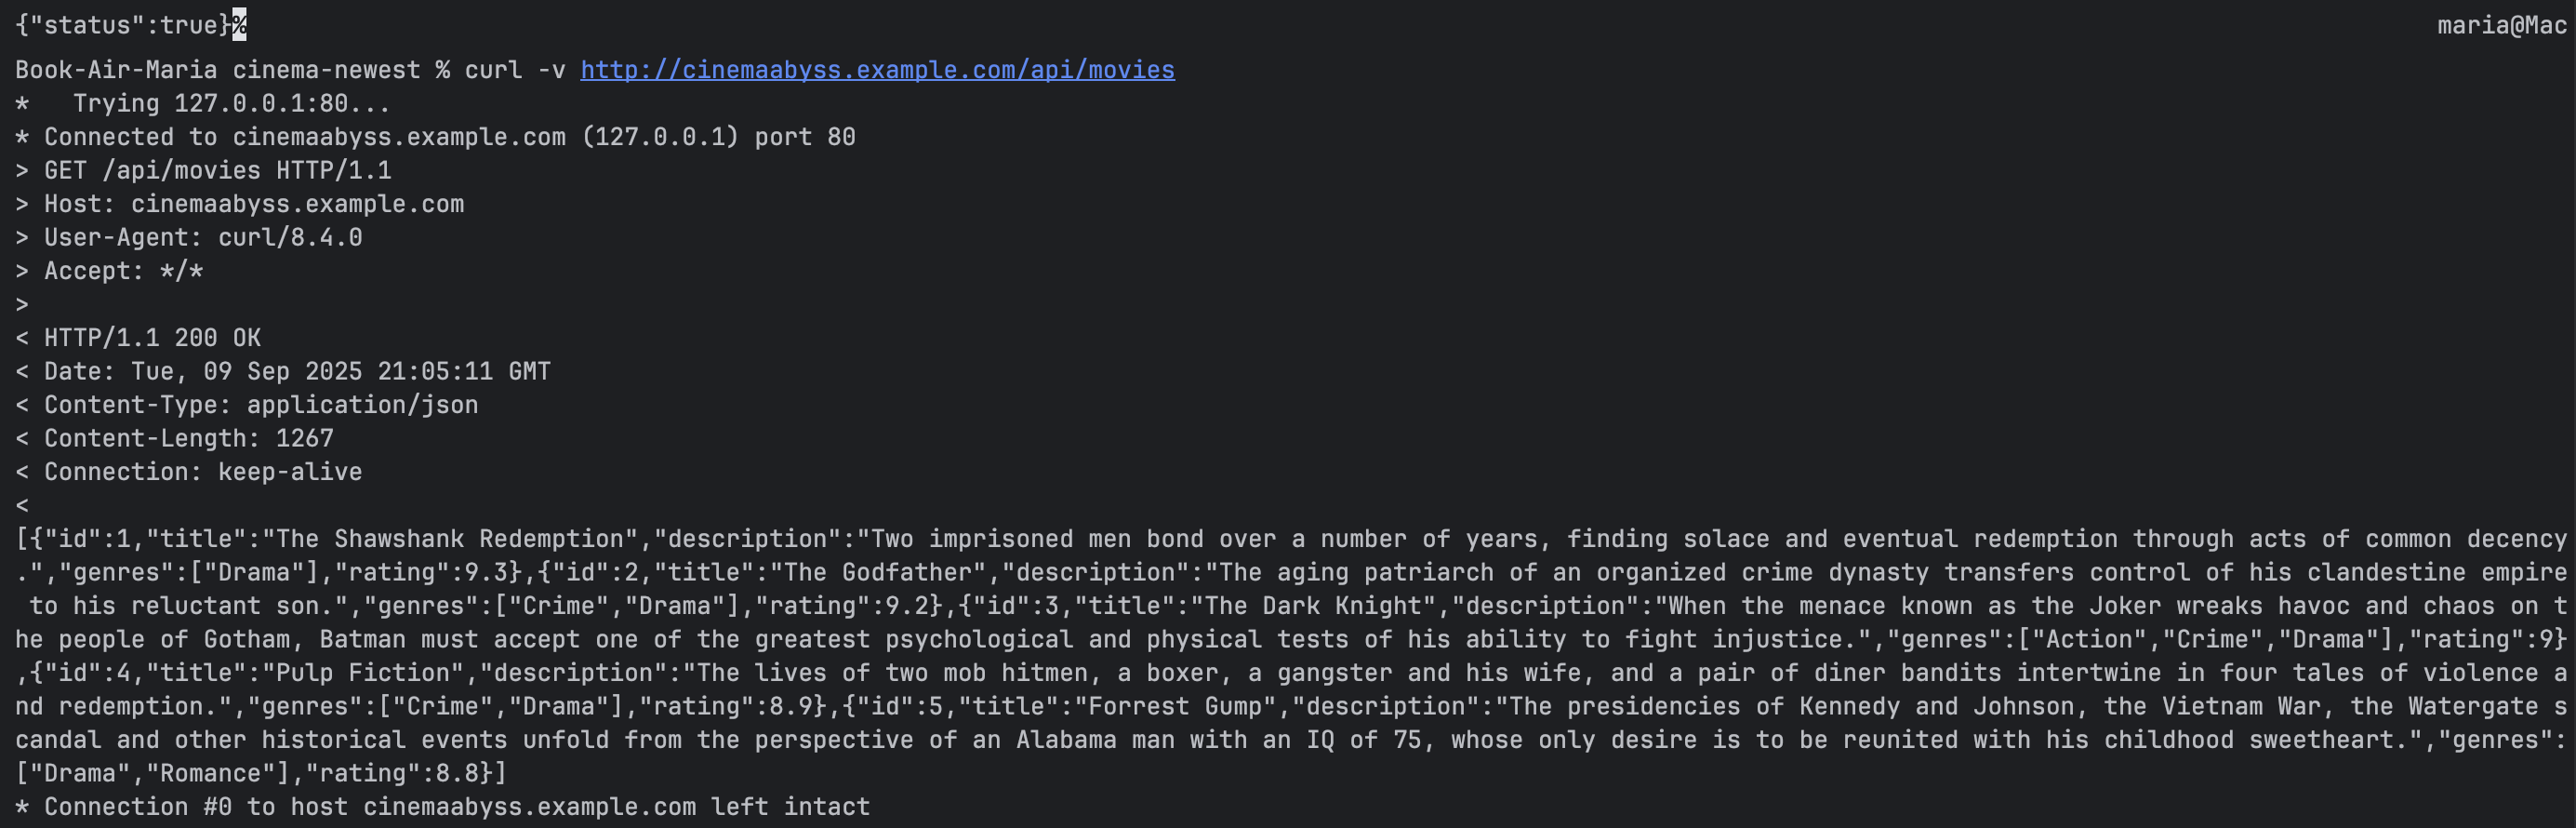 {"status":true}% maria@Mac
Book-Air-Maria cinema-newest % curl -v http://cinemaabyss.example.com/api/movies
*   Trying 127.0.0.1:80...
* Connected to cinemaabyss.example.com (127.0.0.1) port 80
> GET /api/movies HTTP/1.1
> Host: cinemaabyss.example.com
> User-Agent: curl/8.4.0
> Accept: */*
>
< HTTP/1.1 200 OK
< Date: Tue, 09 Sep 2025 21:05:11 GMT
< Content-Type: application/json
< Content-Length: 1267
< Connection: keep-alive
<
[{"id":1,"title":"The Shawshank Redemption","description":"Two imprisoned men bond over a number of years, finding solace and eventual redemption through acts of common decency
.","genres":["Drama"],"rating":9.3},{"id":2,"title":"The Godfather","description":"The aging patriarch of an organized crime dynasty transfers control of his clandestine empire
 to his reluctant son.","genres":["Crime","Drama"],"rating":9.2},{"id":3,"title":"The Dark Knight","description":"When the menace known as the Joker wreaks havoc and chaos on t
he people of Gotham, Batman must accept one of the greatest psychological and physical tests of his ability to fight injustice.","genres":["Action","Crime","Drama"],"rating":9}
,{"id":4,"title":"Pulp Fiction","description":"The lives of two mob hitmen, a boxer, a gangster and his wife, and a pair of diner bandits intertwine in four tales of violence a
nd redemption.","genres":["Crime","Drama"],"rating":8.9},{"id":5,"title":"Forrest Gump","description":"The presidencies of Kennedy and Johnson, the Vietnam War, the Watergate s
candal and other historical events unfold from the perspective of an Alabama man with an IQ of 75, whose only desire is to be reunited with his childhood sweetheart.","genres":
["Drama","Romance"],"rating":8.8}]
* Connection #0 to host cinemaabyss.example.com left intact